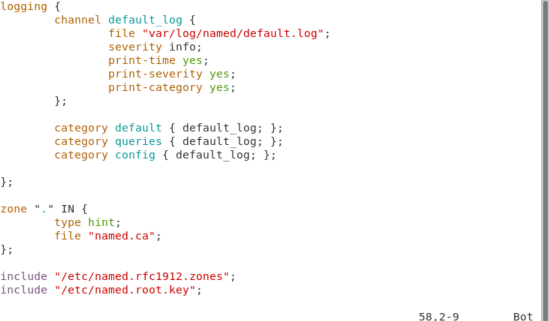 logging {
channel default_log {
file "var/log/named/default.log";
severity info;
print-time yes;
print-severity yes;
print-category yes;
};
category default { default_log; };
category queries { default_log; };
category config { default_log; };
};
zone "." IN {
type hint;
file "named.ca";
};
include "/etc/named.rfc1912.zones";
include "/etc/named.root.key";
58,2-9 Bot